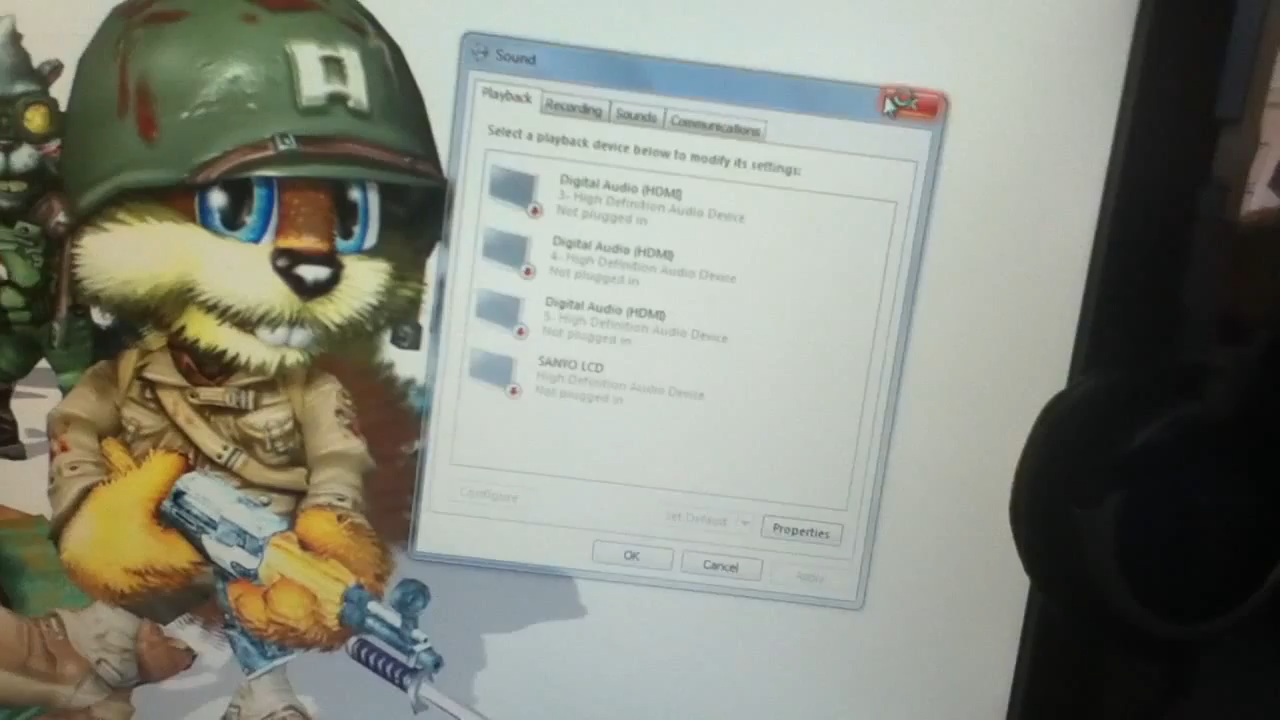 Sound
Playback Recording Sounds Communications
Select a playback device below to modify its settings:
Digital Audio (HDMI)
3- High Definition Audio Device
Not plugged in
Digital Audio (HDMI)
4- High Definition Audio Device
Not plugged in
Digital Audio (HDMI)
5- High Definition Audio Device
Not plugged in
SANYO LCD
High Definition Audio Device
Not plugged in
Configure
Set Default
Properties
OK Cancel Apply